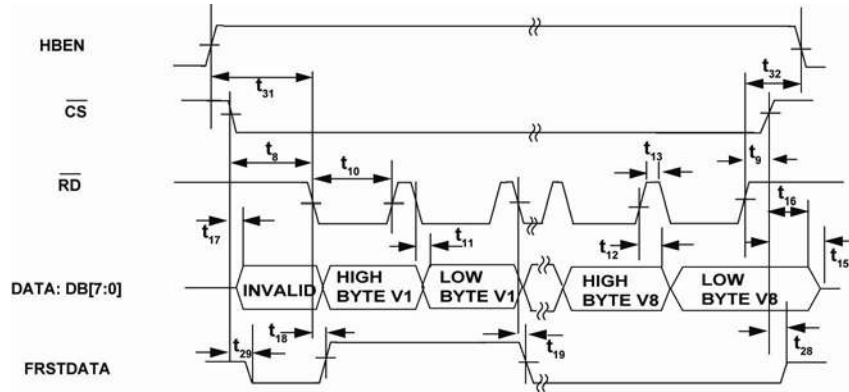 HBEN
t31
t32
CS
t8
t10
t13
t9
RD
t16
t17
t11
t12
t15
DATA: DB[7:0]
INVALID
HIGH BYTE V1
LOW BYTE V1
HIGH BYTE V8
LOW BYTE V8
t18
t29
t19
t28
FRSTDATA